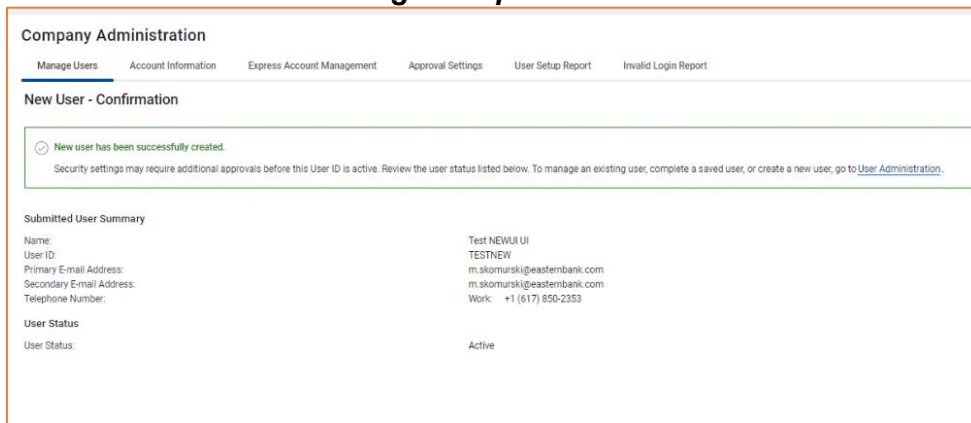 Company Administration
Manage Users Account Information Express Account Management Approval Settings User Setup Report Invalid Login Report
New User - Confirmation
New user has been successfully created.
Security settings may require additional approvals before this User ID is active. Review the user status listed below. To manage an existing user, complete a saved user, or create a new user, go to User Administration.
Submitted User Summary
Name: Test NEWUI UI
User ID: TESTNEW
Primary E-mail Address: m.skomurski@easternbank.com
Secondary E-mail Address: m.skomurski@easternbank.com
Telephone Number: Work: +1 (617) 850-2353
User Status
User Status: Active